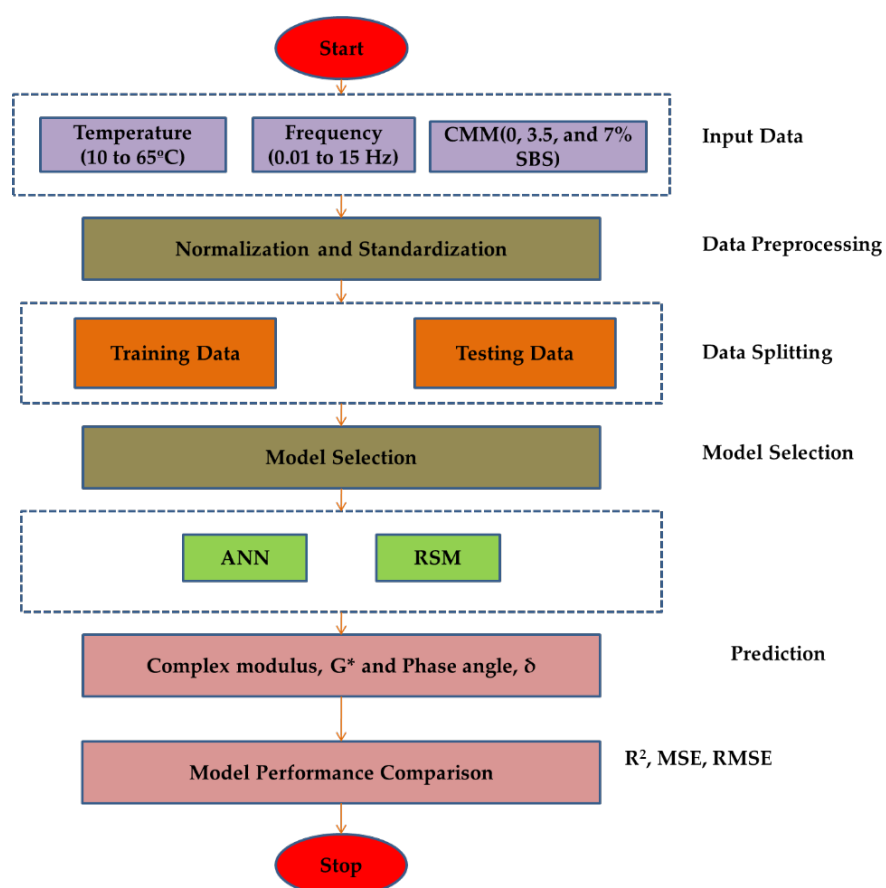 Start
Temperature
(10 to 65ºC)
Frequency
(0.01 to 15 Hz)
CMM(0, 3.5, and 7%
SBS)
Input Data
Normalization and Standardization
Data Preprocessing
Training Data
Testing Data
Data Splitting
Model Selection
Model Selection
ANN
RSM
Complex modulus, G* and Phase angle, δ
Prediction
Model Performance Comparison
R², MSE, RMSE
Stop